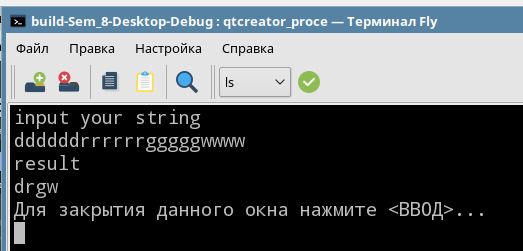 build-Sem_8-Desktop-Debug : qtcreator_proce — Терминал Fly
Файл Правка Настройка Справка
ls
input your string
ddddddrrrrrrgggggwwww
result
drgw
Для закрытия данного окна нажмите <ВВОД>...